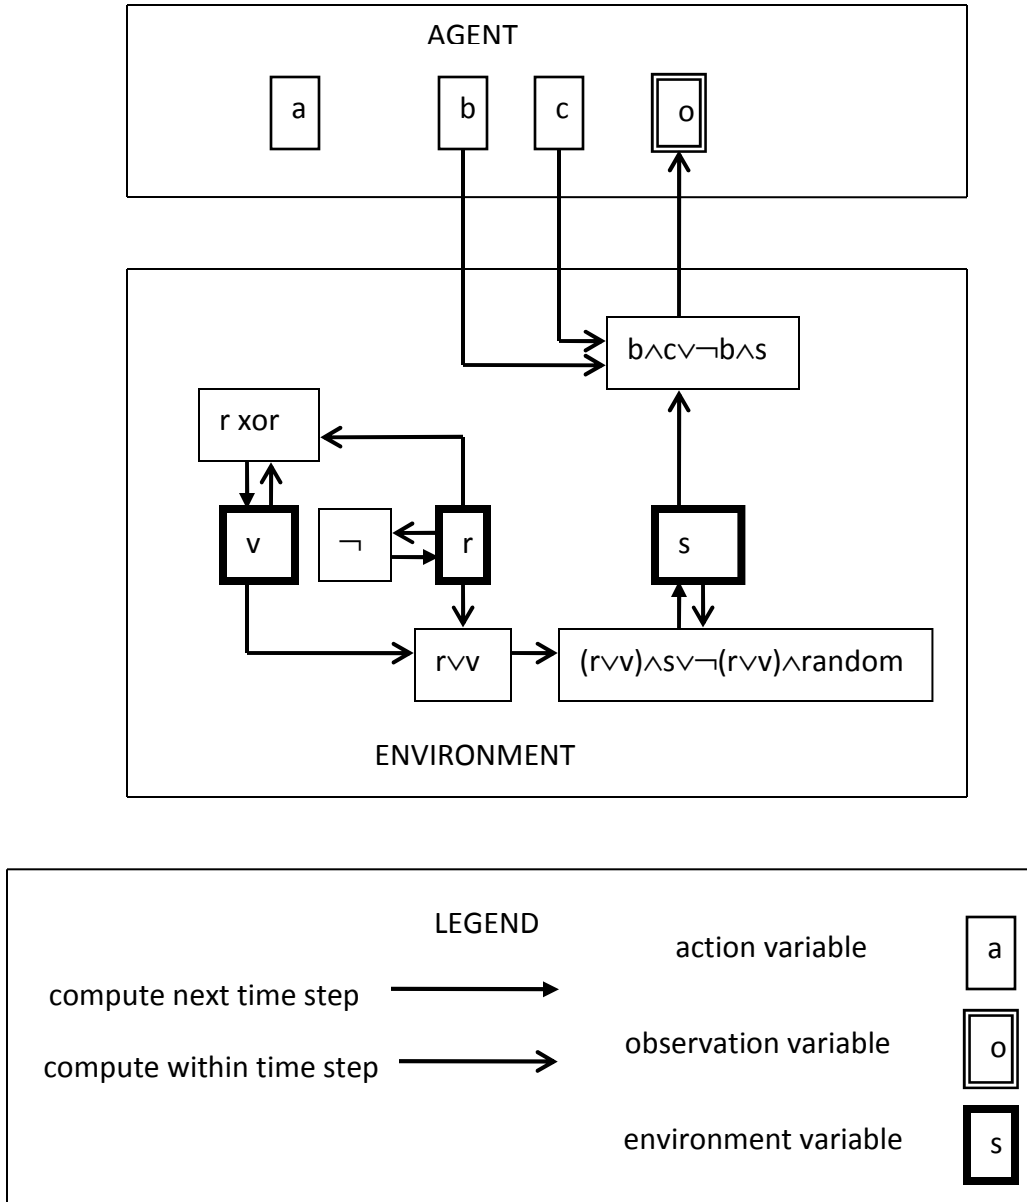 AGENT
a b c o
b∧c∨¬b∧s
r xor
v ¬ r s
r∨v (r∨v)∧s∨¬(r∨v)∧random
ENVIRONMENT
LEGEND
action variable a
compute next time step
observation variable o
compute within time step
environment variable s